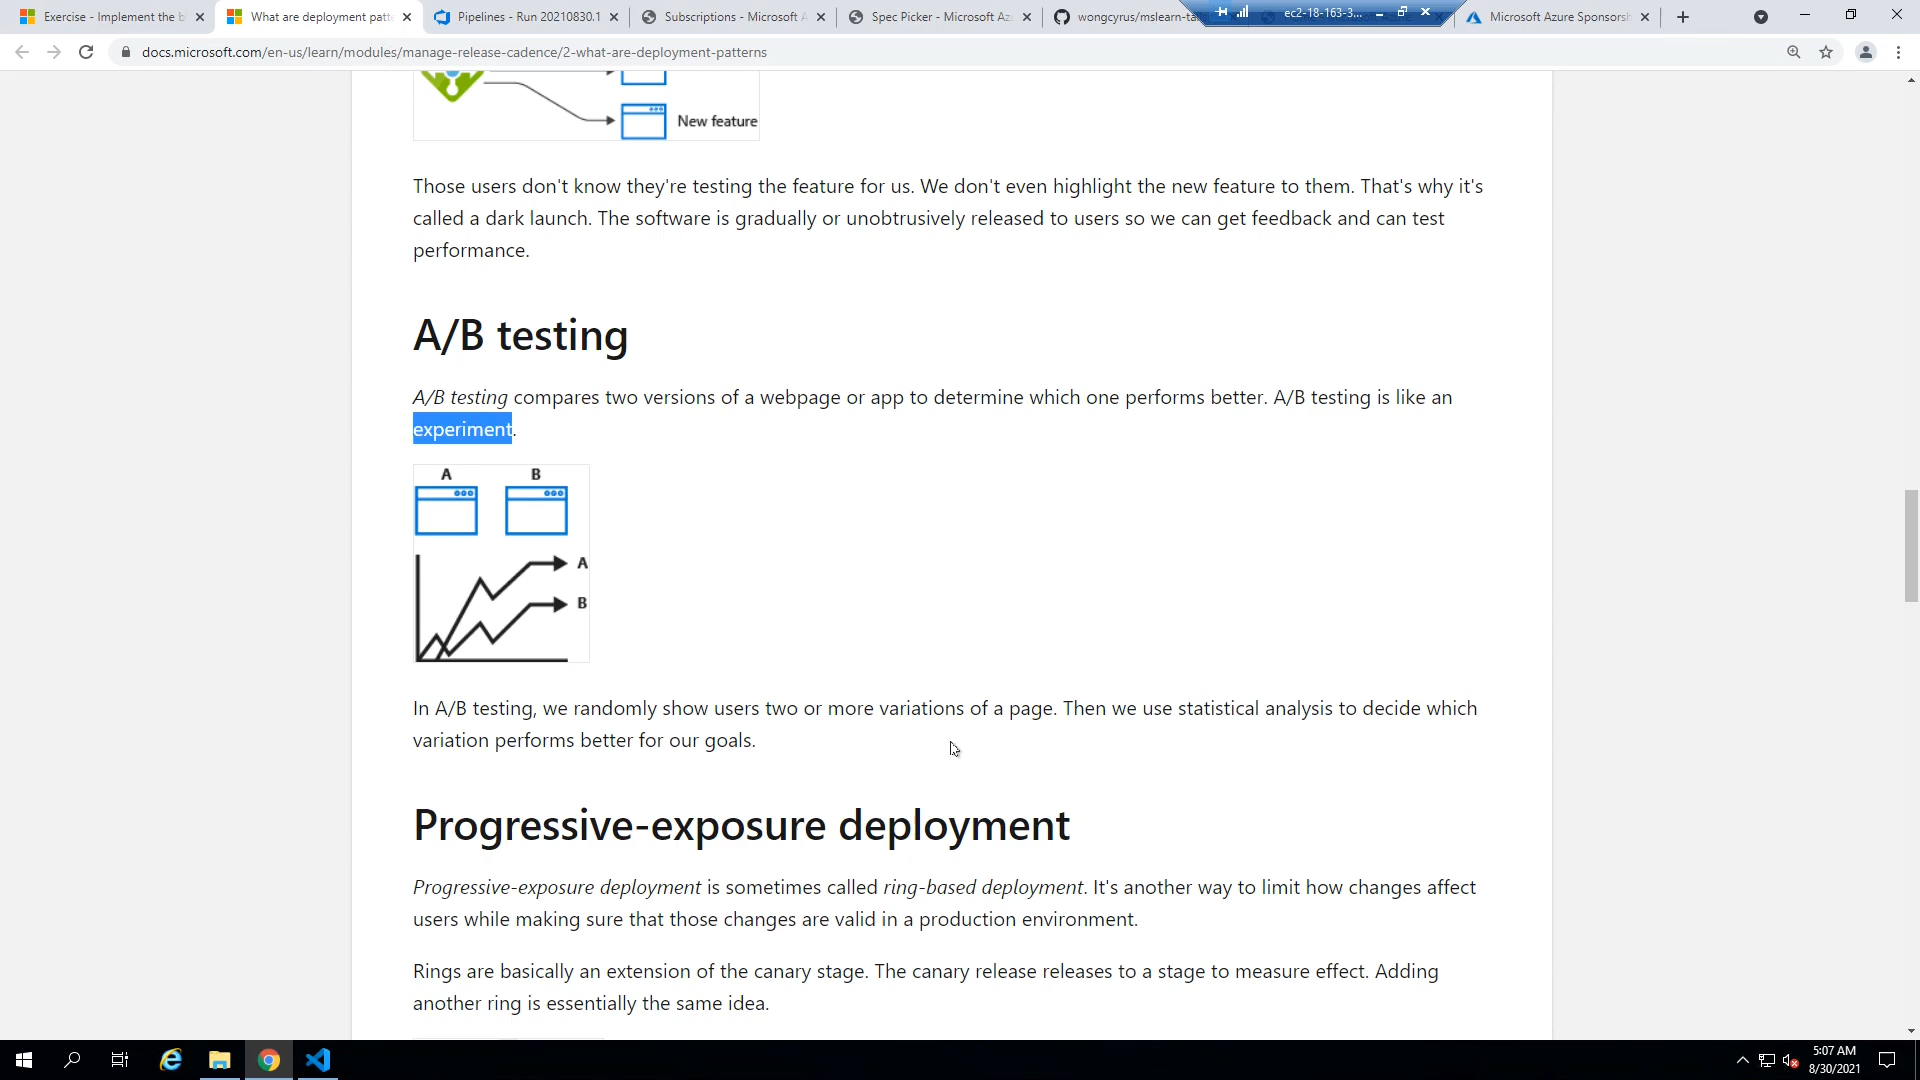 Exercise - Implement the b
What are deployment patte
Pipelines - Run 20210830.1
Subscriptions - Microsoft A
Spec Picker - Microsoft Az
wongcyrus/mslearn-tail
ec2-18-163-3...
Microsoft Azure Sponsorsh
docs.microsoft.com/en-us/learn/modules/manage-release-cadence/2-what-are-deployment-patterns
New feature
Those users don't know they're testing the feature for us. We don't even highlight the new feature to them. That's why it's
called a dark launch. The software is gradually or unobtrusively released to users so we can get feedback and can test
performance.
A/B testing
A/B testing compares two versions of a webpage or app to determine which one performs better. A/B testing is like an
experiment.
A B
A
B
In A/B testing, we randomly show users two or more variations of a page. Then we use statistical analysis to decide which
variation performs better for our goals.
Progressive-exposure deployment
Progressive-exposure deployment is sometimes called ring-based deployment. It's another way to limit how changes affect
users while making sure that those changes are valid in a production environment.
Rings are basically an extension of the canary stage. The canary release releases to a stage to measure effect. Adding
another ring is essentially the same idea.
5:07 AM
8/30/2021